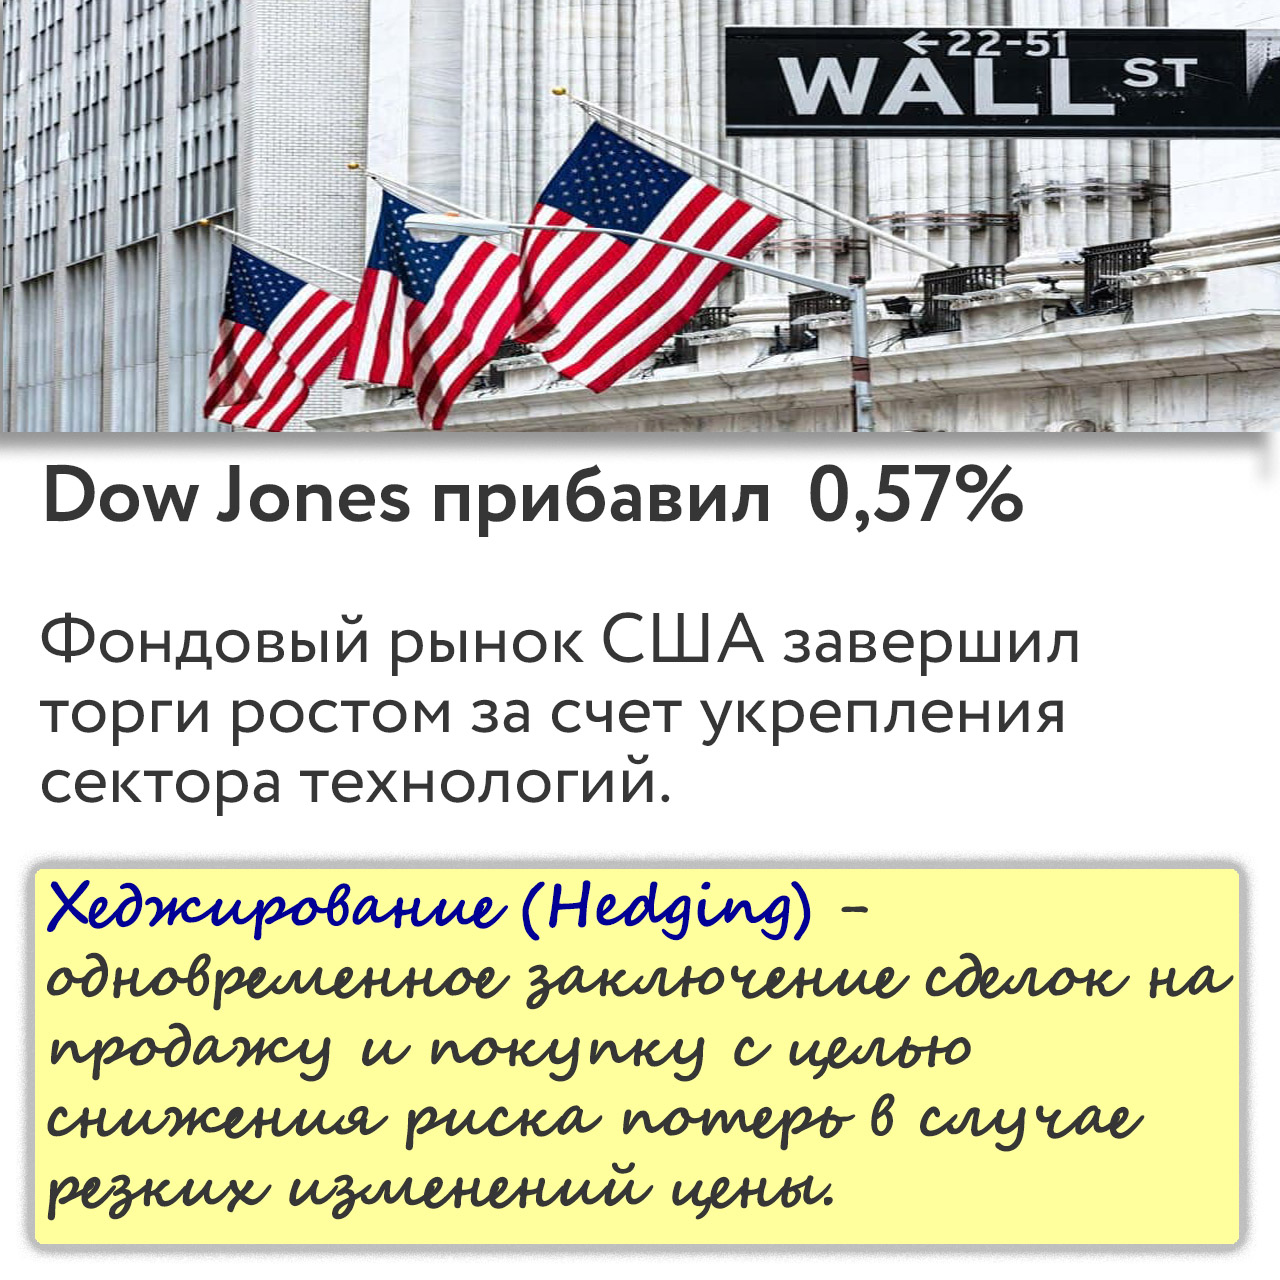 ←22-51
WALL ST
Dow Jones прибавил 0,57%
Фондовый рынок США завершил
торги ростом за счет укрепления
сектора технологий.
Хеджирование (Hedging) –
одновременное заключение сделок на
продажу и покупку с целью
снижения риска потерь в случае
резких изменений цены.